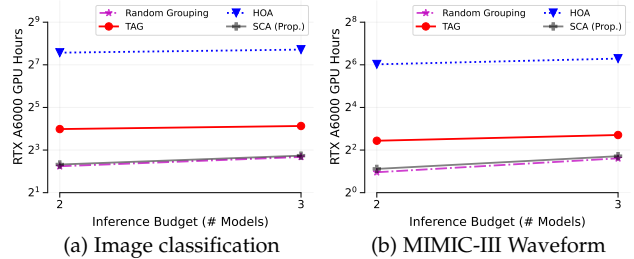 Random Grouping
TAG
HOA
SCA (Prop.)
RTX A6000 GPU Hours
2^9
2^7
2^5
2^3
2^1
2
3
Inference Budget (# Models)
(a) Image classification
Random Grouping
TAG
HOA
SCA (Prop.)
RTX A6000 GPU Hours
2^8
2^6
2^4
2^2
2^0
2
3
Inference Budget (# Models)
(b) MIMIC-III Waveform